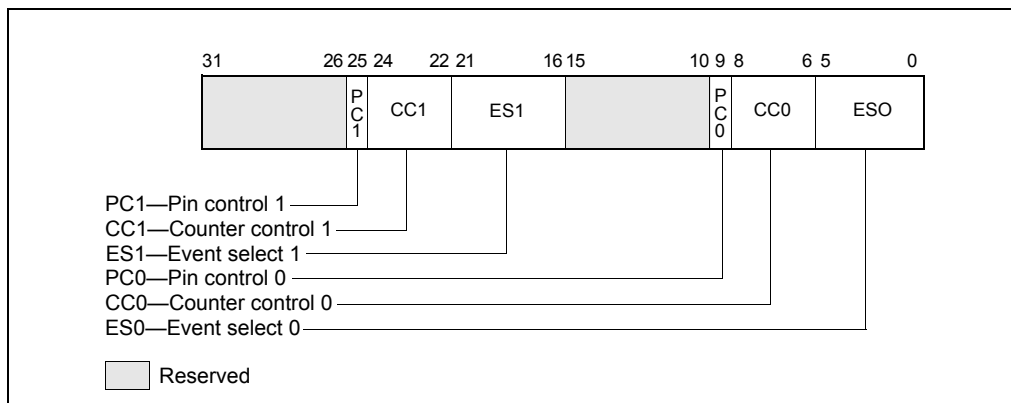 31 26 25 24 22 21 16 15 10 9 8 6 5 0
PC1 CC1 ES1 PC0 CC0 ESO
PC1—Pin control 1
CC1—Counter control 1
ES1—Event select 1
PC0—Pin control 0
CC0—Counter control 0
ES0—Event select 0
Reserved